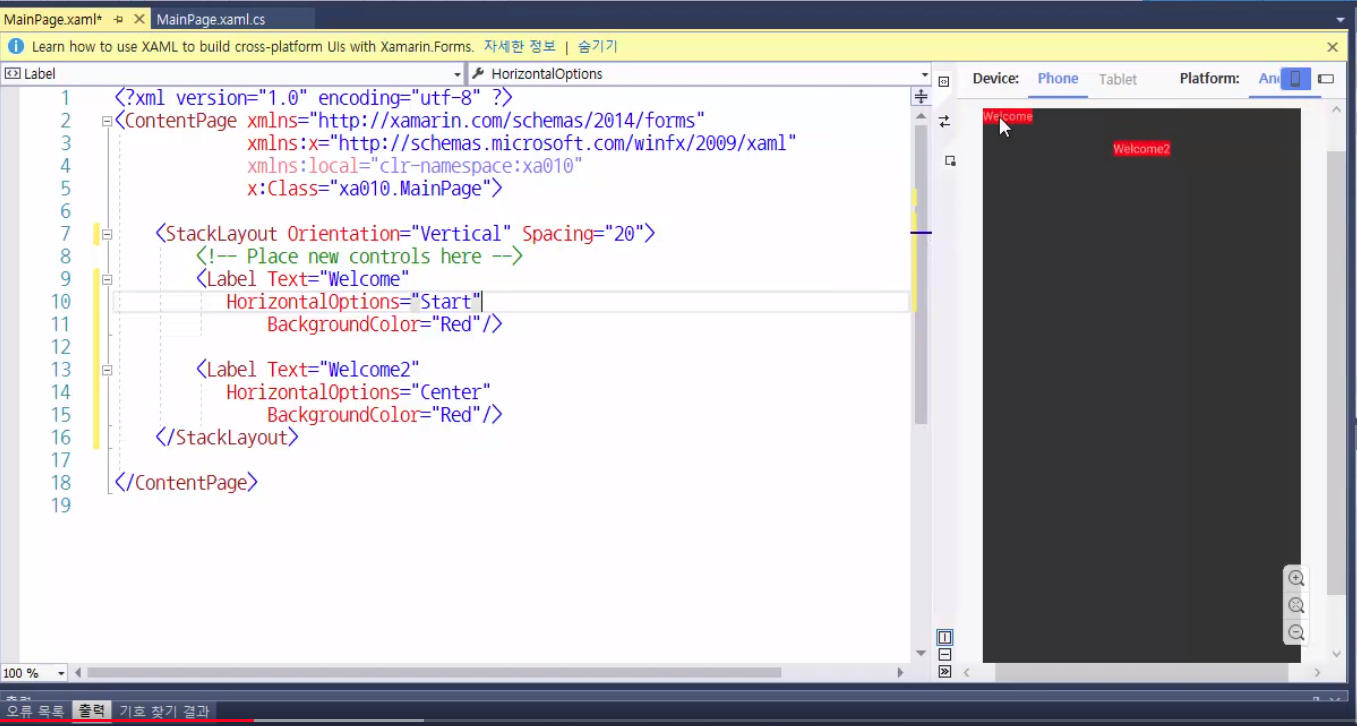 MainPage.xaml*
MainPage.xaml.cs
Learn how to use XAML to build cross-platform UIs with Xamarin.Forms. 자세한 정보 | 숨기기
Label
HorizontalOptions
Device: Phone Tablet Platform:
1 <?xml version="1.0" encoding="utf-8" ?>
2 <ContentPage xmlns="http://xamarin.com/schemas/2014/forms"
3 xmlns:x="http://schemas.microsoft.com/winfx/2009/xaml"
4 xmlns:local="clr-namespace:xa010"
5 x:Class="xa010.MainPage">
6
7 <StackLayout Orientation="Vertical" Spacing="20">
8 <!-- Place new controls here -->
9 <Label Text="Welcome"
10 HorizontalOptions="Start"
11 BackgroundColor="Red"/>
12
13 <Label Text="Welcome2"
14 HorizontalOptions="Center"
15 BackgroundColor="Red"/>
16 </StackLayout>
17
18 </ContentPage>
19
Welcome
Welcome2
100 %
오류 목록 출력 기호 찾기 결과